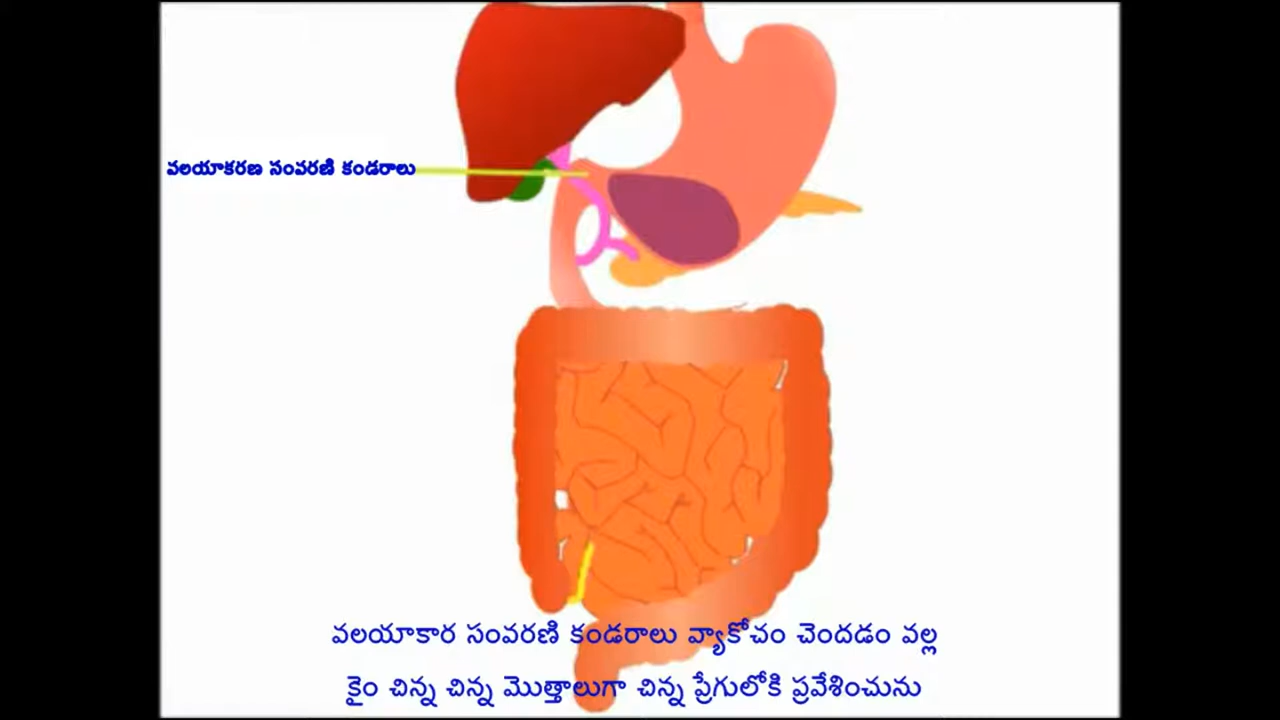 వలయాకరణ సంవరణి కండరాలు
వలయాకార సంవరణి కండరాలు వ్యాకోచం చెందడం వల్ల
కైం చిన్న చిన్న మొత్తాలుగా చిన్న ప్రేగులోకి ప్రవేశించును